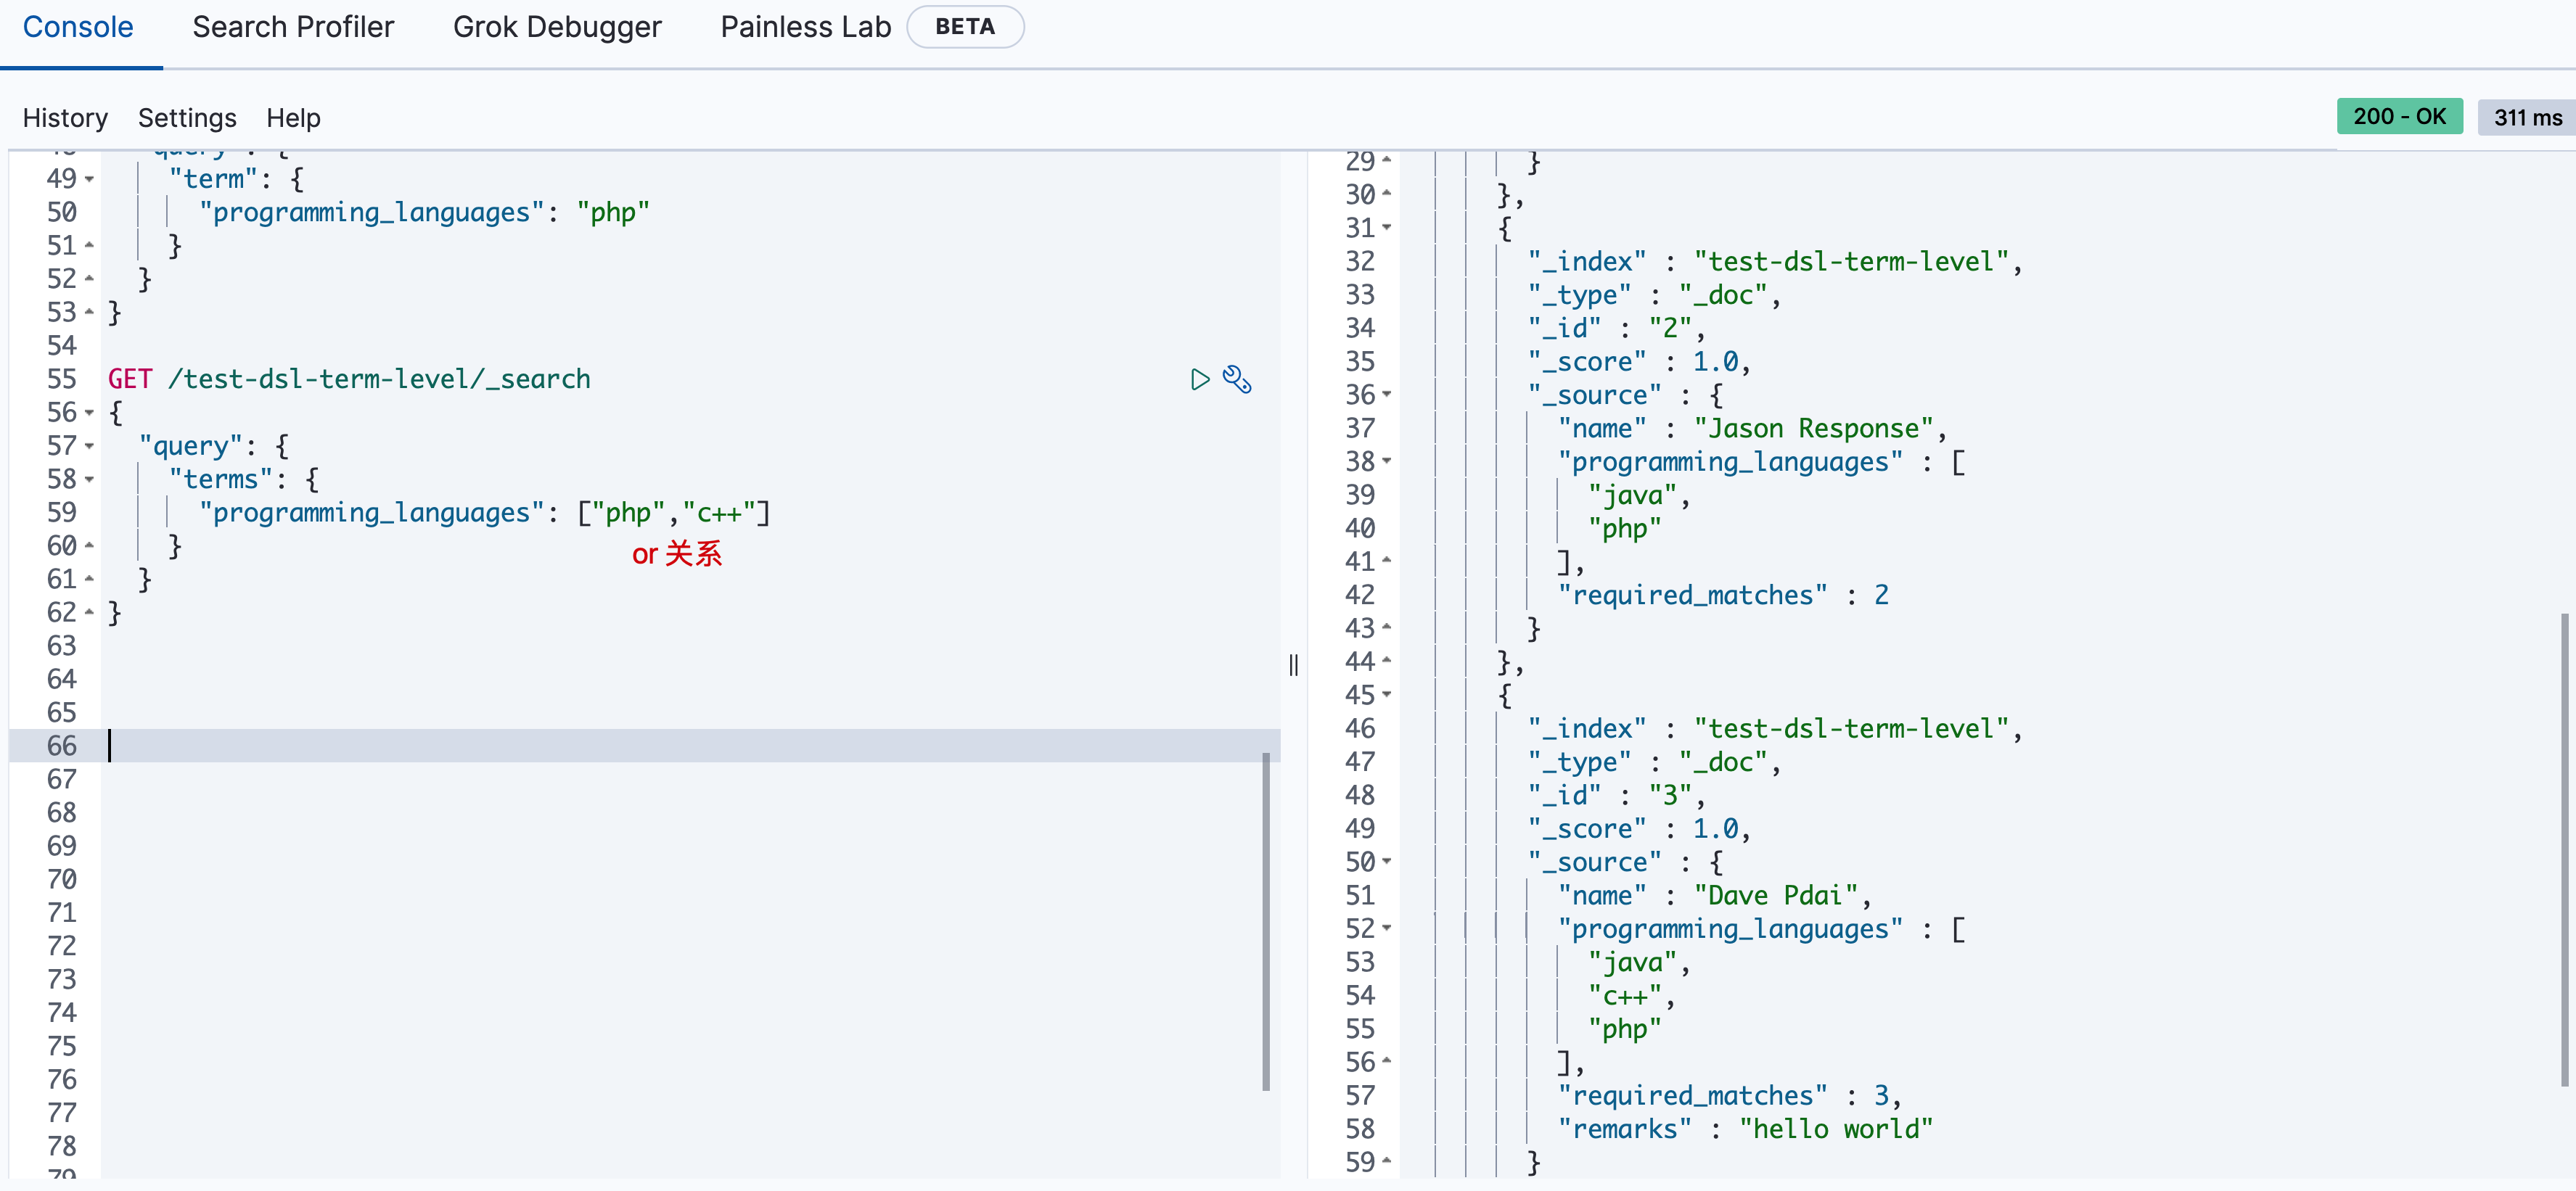 Console Search Profiler Grok Debugger Painless Lab BETA
History Settings Help
200 - OK 311 ms
49 "term": {
50 "programming_languages": "php"
51 }
52 }
53 }
54
55 GET /test-dsl-term-level/_search
56 {
57 "query": {
58 "terms": {
59 "programming_languages": ["php","c++"]
60 }
or 关系
61 }
62 }
63
64
65
66
67
68
69
70
71
72
73
74
75
76
77
78
29 }
30 },
31 {
32 "_index" : "test-dsl-term-level",
33 "_type" : "_doc",
34 "_id" : "2",
35 "_score" : 1.0,
36 "_source" : {
37 "name" : "Jason Response",
38 "programming_languages" : [
39 "java",
40 "php"
41 ],
42 "required_matches" : 2
43 }
44 },
45 {
46 "_index" : "test-dsl-term-level",
47 "_type" : "_doc",
48 "_id" : "3",
49 "_score" : 1.0,
50 "_source" : {
51 "name" : "Dave Pdai",
52 "programming_languages" : [
53 "java",
54 "c++",
55 "php"
56 ],
57 "required_matches" : 3,
58 "remarks" : "hello world"
59 }